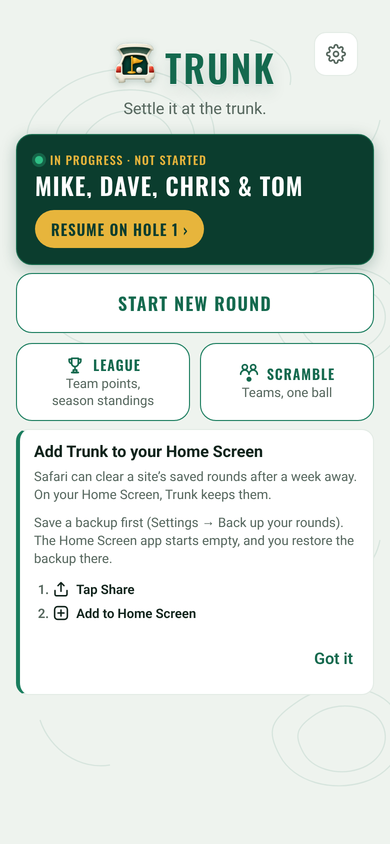 TRUNK
Settle it at the trunk.
IN PROGRESS · NOT STARTED
MIKE, DAVE, CHRIS & TOM
RESUME ON HOLE 1 ›
START NEW ROUND
LEAGUE
Team points,
season standings
SCRAMBLE
Teams, one ball
Add Trunk to your Home Screen
Safari can clear a site’s saved rounds after a week away.
On your Home Screen, Trunk keeps them.
Save a backup first (Settings → Back up your rounds).
The Home Screen app starts empty, and you restore the
backup there.
1. Tap Share
2. Add to Home Screen
Got it